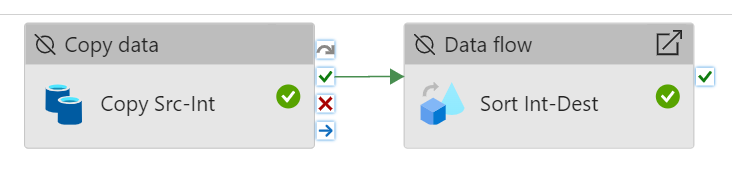 Copy data
Copy Src-Int
Data flow
Sort Int-Dest